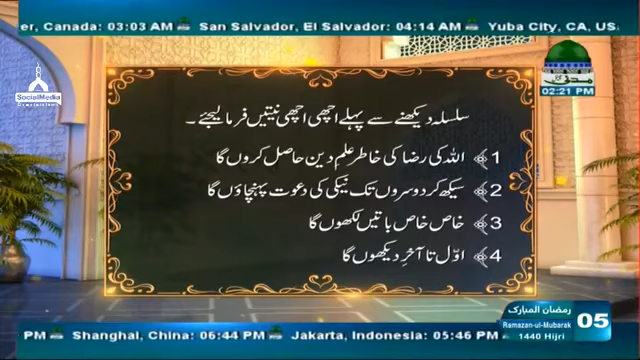 er, Canada: 03:03 AM San Salvador, El Salvador: 04:14 AM Yuba City, CA, US
SocialMedia
مدنی
02:21 PM
سلسلہ دیکھنے سے پہلے اچھی اچھی نیتیں فرمالیجئے۔
1 اللہ کی رضا کی خاطر علم دین حاصل کروں گا
2 سیکھ کر دوسروں تک نیکی کی دعوت پہنچاؤں گا
3 خاص خاص باتیں لکھوں گا
4 اوّل تا آخر دیکھوں گا
رمضان المبارک
Ramazan-ul-Mubarak 05
1440 Hijri
PM Shanghai, China: 06:44 PM Jakarta, Indonesia: 05:46 PM